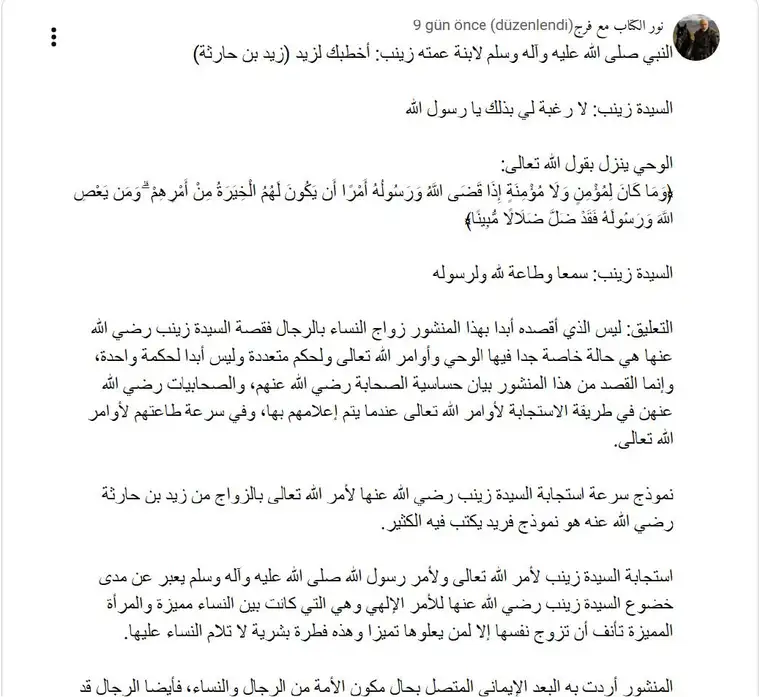 نور الكتاب مع فرج(düzenlendi) 9 gün önce
النبي صلى الله عليه وآله وسلم لابنة عمته زينب: أخطبك لزيد (زيد بن حارثة)
السيدة زينب: لا رغبة لي بذلك يا رسول الله
الوحي ينزل بقول الله تعالى:
﴿وَمَا كَانَ لِمُؤْمِنٍ وَلَا مُؤْمِنَةٍ إِذَا قَضَى اللَّهُ وَرَسُولُهُ أَمْرًا أَن يَكُونَ لَهُمُ الْخِيَرَةُ مِنْ أَمْرِهِمْ ۗ وَمَن يَعْصِ
اللَّهَ وَرَسُولَهُ فَقَدْ ضَلَّ ضَلَالًا مُّبِينًا﴾
السيدة زينب: سمعا وطاعة لله ولرسوله
التعليق: ليس الذي أقصده أبدا بهذا المنشور زواج النساء بالرجال فقصة السيدة زينب رضي الله
عنها هي حالة خاصة جدا فيها الوحي وأوامر الله تعالى ولحكم متعددة وليس أبدا لحكمة واحدة،
وإنما القصد من هذا المنشور بيان حساسية الصحابة رضي الله عنهم، والصحابيات رضي الله
عنهن في طريقة الاستجابة لأوامر الله تعالى عندما يتم إعلامهم بها، وفي سرعة طاعتهم لأوامر
الله تعالى.
نموذج سرعة استجابة السيدة زينب رضي الله عنها لأمر الله تعالى بالزواج من زيد بن حارثة
رضي الله عنه هو نموذج فريد يكتب فيه الكثير.
استجابة السيدة زينب لأمر الله تعالى ولأمر رسول الله صلى الله عليه وآله وسلم يعبر عن مدى
خضوع السيدة زينب رضي الله عنها للأمر الإلهي وهي التي كانت بين النساء مميزة والمرأة
المميزة تأنف أن تزوج نفسها إلا لمن يعلوها تميزا وهذه فطرة بشرية لا تلام النساء عليها.
المنشور أردت به البعد الإيماني المتصل بحال مكون الأمة من الرجال والنساء، فأيضا الرجال قد